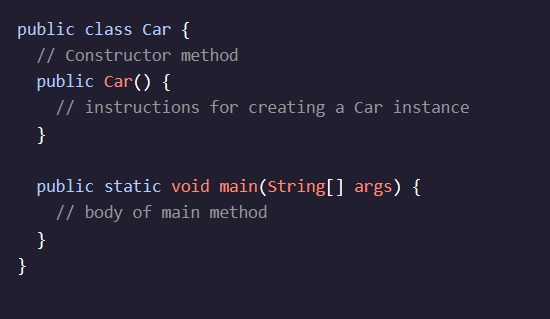 public class Car {
  // Constructor method
  public Car() {
    // instructions for creating a Car instance
  }

  public static void main(String[] args) {
    // body of main method
  }
}